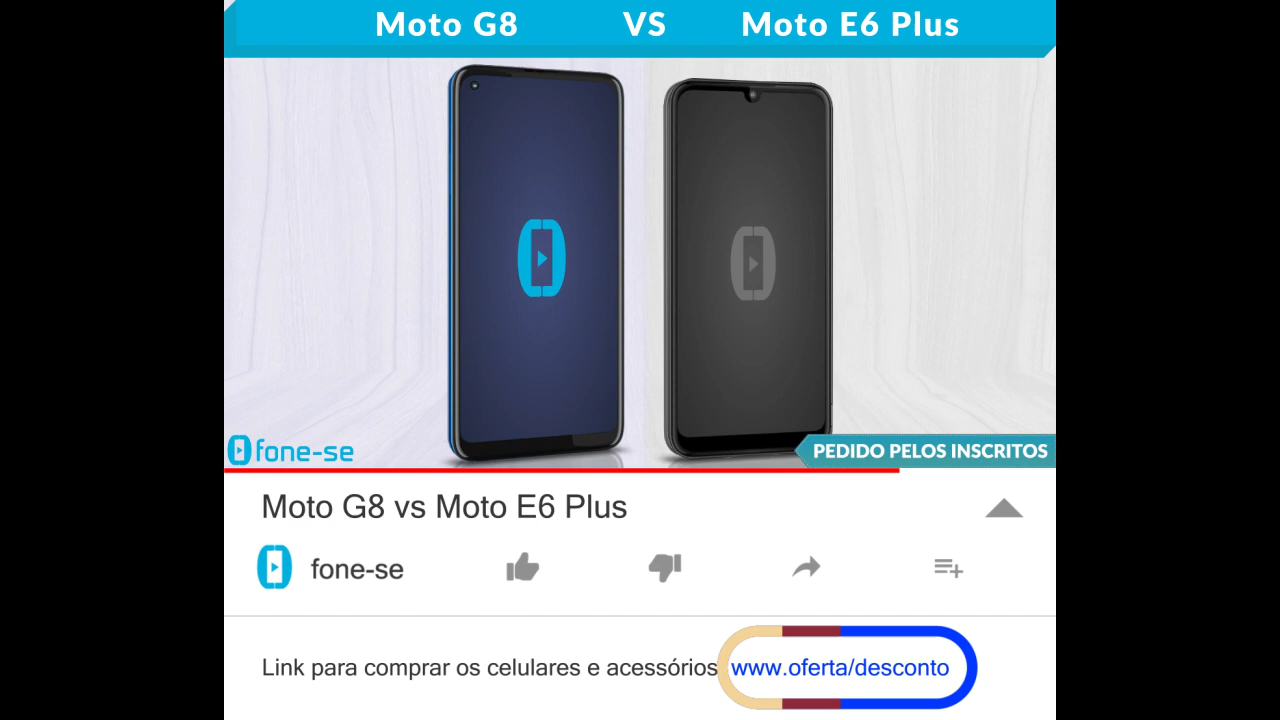 Moto G8 VS Moto E6 Plus
fone-se
PEDIDO PELOS INSCRITOS
Moto G8 vs Moto E6 Plus
fone-se
Link para comprar os celulares e acessórios www.oferta/desconto